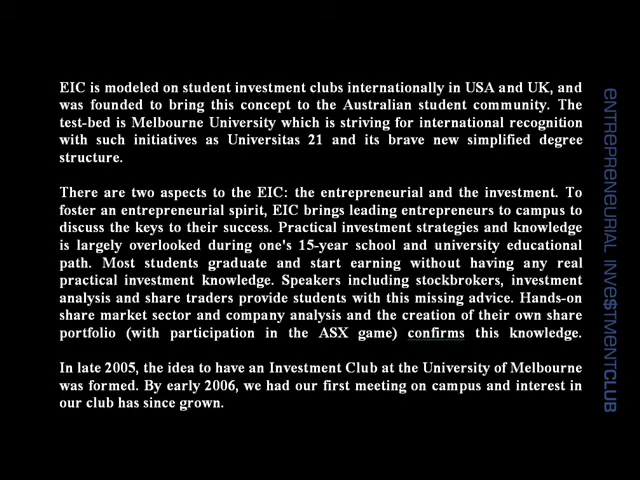 EIC is modeled on student investment clubs internationally in USA and UK, and
was founded to bring this concept to the Australian student community. The
test-bed is Melbourne University which is striving for international recognition
with such initiatives as Universitas 21 and its brave new simplified degree
structure.
There are two aspects to the EIC: the entrepreneurial and the investment. To
foster an entrepreneurial spirit, EIC brings leading entrepreneurs to campus to
discuss the keys to their success. Practical investment strategies and knowledge
is largely overlooked during one's 15-year school and university educational
path. Most students graduate and start earning without having any real
practical investment knowledge. Speakers including stockbrokers, investment
analysis and share traders provide students with this missing advice. Hands-on
share market sector and company analysis and the creation of their own share
portfolio (with participation in the ASX game) confirms this knowledge.
In late 2005, the idea to have an Investment Club at the University of Melbourne
was formed. By early 2006, we had our first meeting on campus and interest in
our club has since grown.
ENTREPRENEURIAL INVE$TMENTCLUB